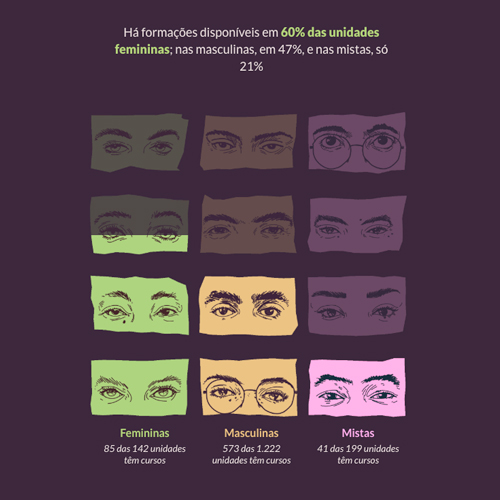 Há formações disponíveis em 60% das unidades
femininas; nas masculinas, em 47%, e nas mistas, só
21%
Femininas
85 das 142 unidades
têm cursos
Masculinas
573 das 1.222
unidades têm cursos
Mistas
41 das 199 unidades
têm cursos